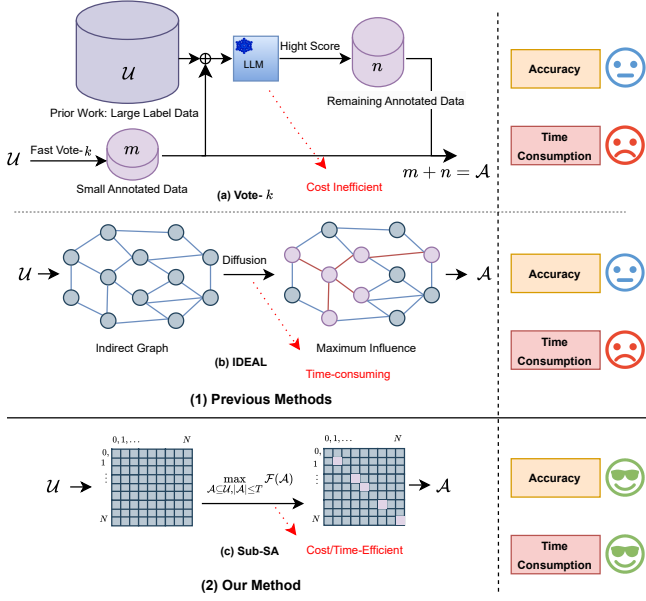 𝒰
Prior Work: Large Label Data
LLM
Hight Score
n
Remaining Annotated Data
𝒰
Fast Vote- k
m
Small Annotated Data
(a) Vote- k
Cost Inefficient
m + n = 𝒜
Accuracy
Time
Consumption
𝒰
Diffusion
𝒜
Indirect Graph
(b) IDEAL
Maximum Influence
Time-consuming
(1) Previous Methods
Accuracy
Time
Consumption
0, 1, . . .
N
0,
1
⋮
N
𝒰
max 𝓕(𝒜)
𝒜⊆𝒰,|𝒜|≤T
0, 1, . . .
N
0,
1
⋮
N
𝒜
(c) Sub-SA
Cost/Time-Efficient
(2) Our Method
Accuracy
Time
Consumption